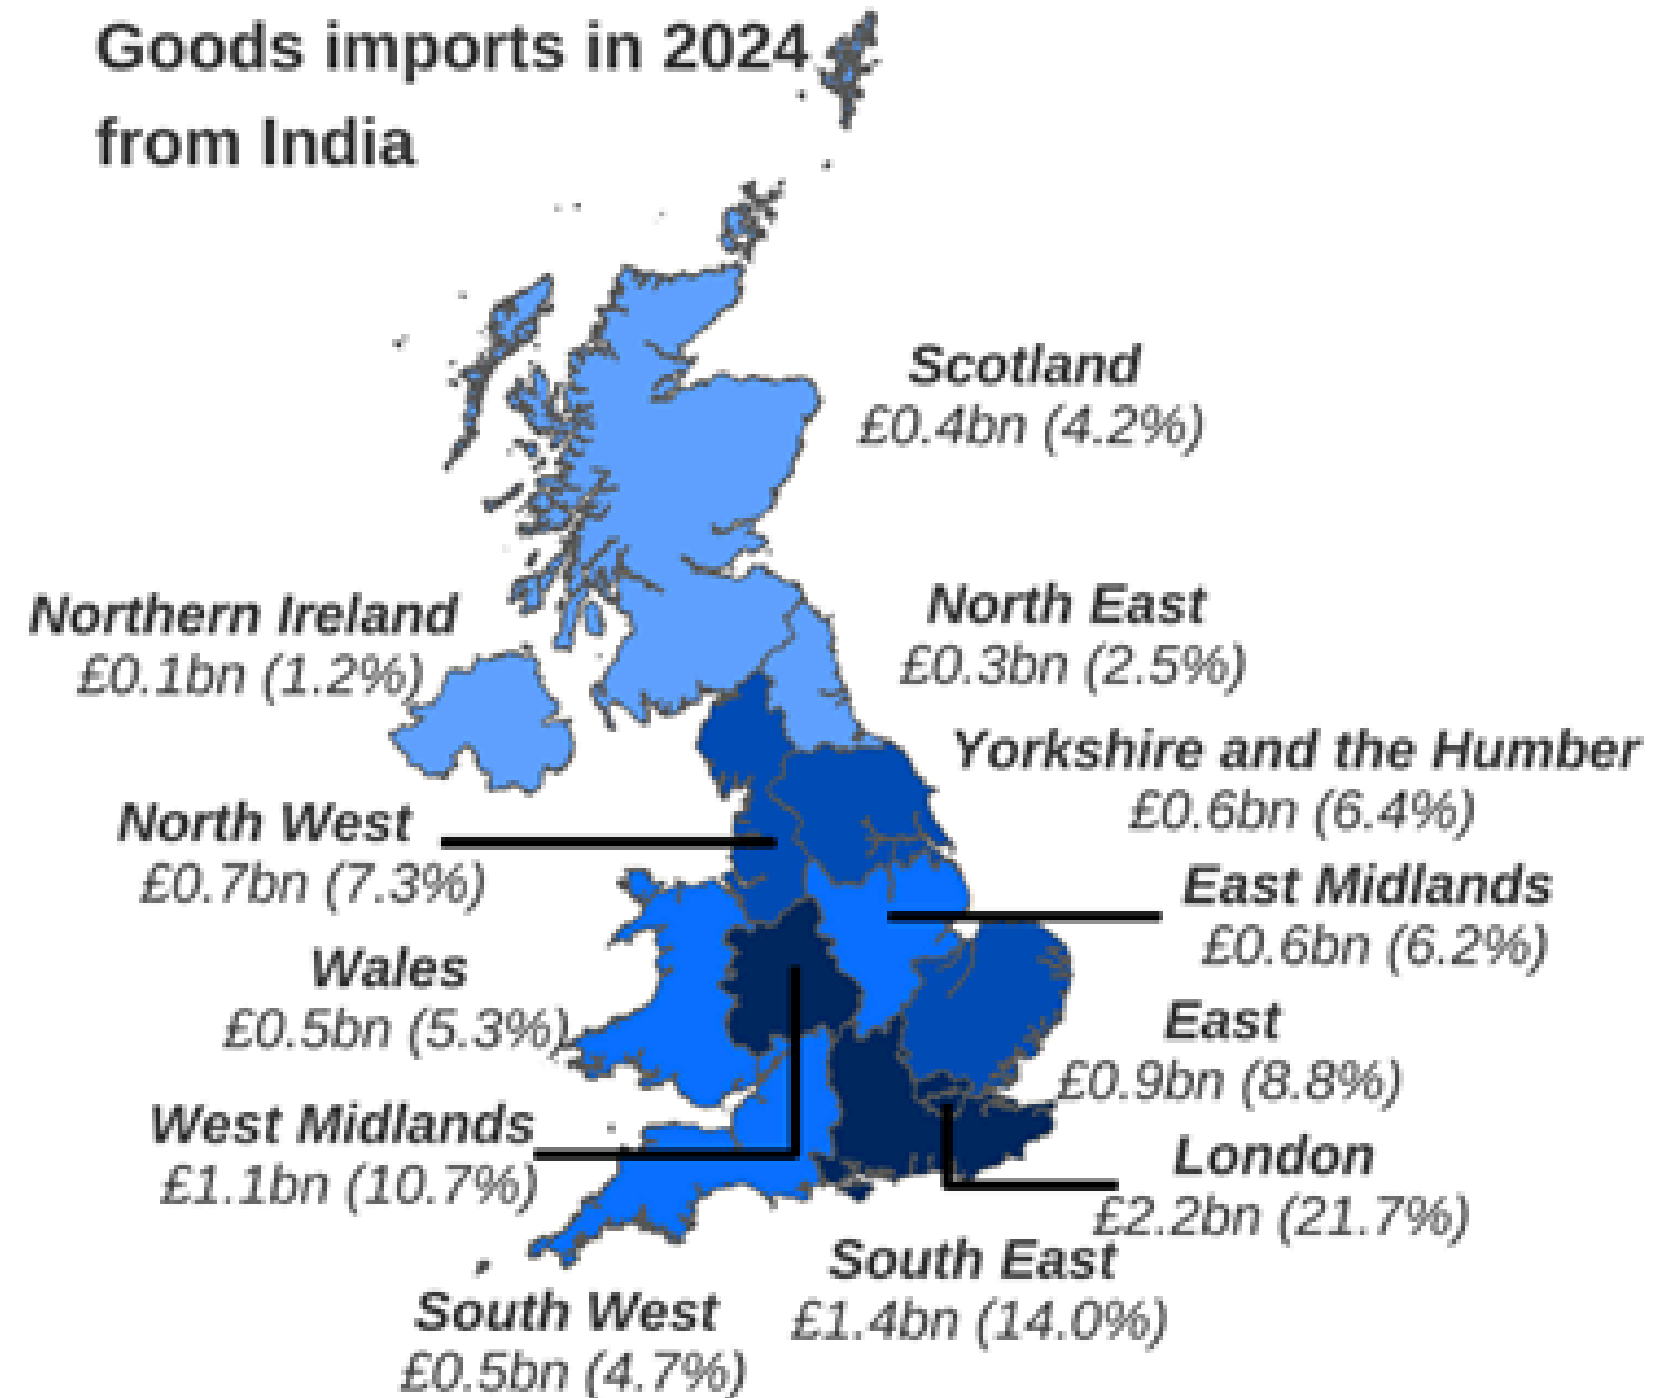 Goods imports in 2024
from India
Scotland
£0.4bn (4.2%)
Northern Ireland
£0.1bn (1.2%)
North East
£0.3bn (2.5%)
Yorkshire and the Humber
£0.6bn (6.4%)
North West
£0.7bn (7.3%)
East Midlands
£0.6bn (6.2%)
Wales
£0.5bn (5.3%)
East
£0.9bn (8.8%)
West Midlands
£1.1bn (10.7%)
London
£2.2bn (21.7%)
South East
£1.4bn (14.0%)
South West
£0.5bn (4.7%)